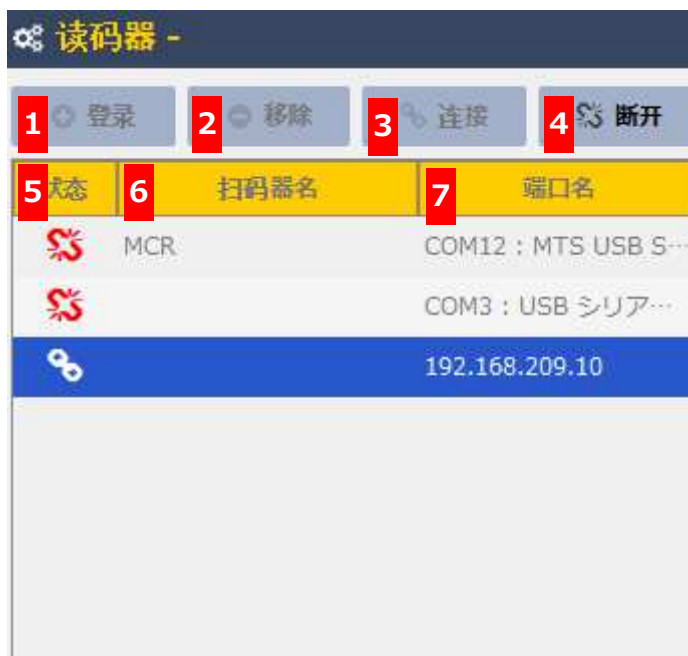 读码器 -
1 登录 2 移除 3 连接 4 断开
5 状态 6 扫码器名 7 端口名
MCR COM12：MTS USB S…
COM3：USB シリア…
192.168.209.10